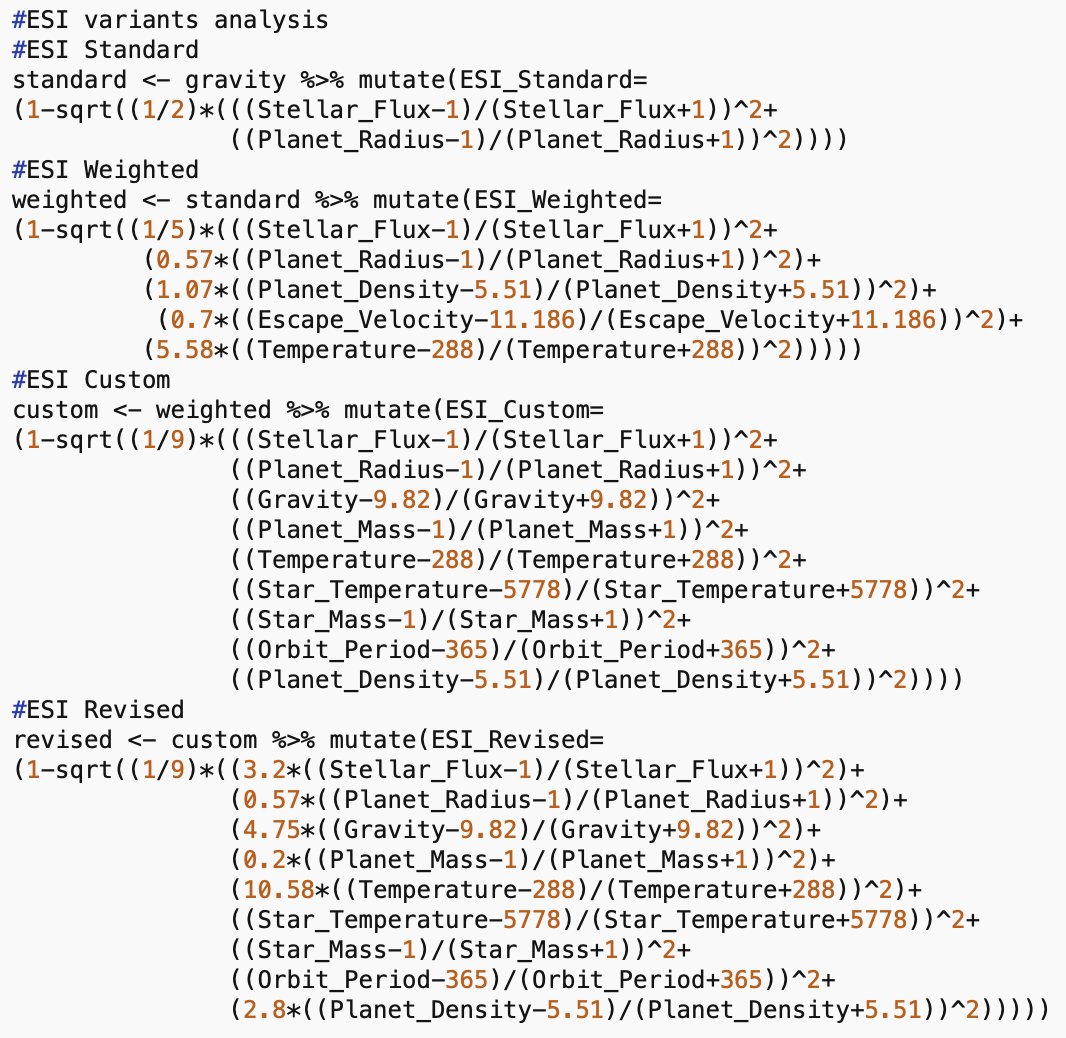 #ESI variants analysis
#ESI Standard
standard <- gravity %>% mutate(ESI_Standard=
(1-sqrt((1/2)*(((Stellar_Flux-1)/(Stellar_Flux+1))^2+
((Planet_Radius-1)/(Planet_Radius+1))^2))))
#ESI Weighted
weighted <- standard %>% mutate(ESI_Weighted=
(1-sqrt((1/5)*(((Stellar_Flux-1)/(Stellar_Flux+1))^2+
(0.57*((Planet_Radius-1)/(Planet_Radius+1))^2)+
(1.07*((Planet_Density-5.51)/(Planet_Density+5.51))^2)+
(0.7*((Escape_Velocity-11.186)/(Escape_Velocity+11.186))^2)+
(5.58*((Temperature-288)/(Temperature+288))^2)))))
#ESI Custom
custom <- weighted %>% mutate(ESI_Custom=
(1-sqrt((1/9)*(((Stellar_Flux-1)/(Stellar_Flux+1))^2+
((Planet_Radius-1)/(Planet_Radius+1))^2+
((Gravity-9.82)/(Gravity+9.82))^2+
((Planet_Mass-1)/(Planet_Mass+1))^2+
((Temperature-288)/(Temperature+288))^2+
((Star_Temperature-5778)/(Star_Temperature+5778))^2+
((Star_Mass-1)/(Star_Mass+1))^2+
((Orbit_Period-365)/(Orbit_Period+365))^2+
((Planet_Density-5.51)/(Planet_Density+5.51))^2))))
#ESI Revised
revised <- custom %>% mutate(ESI_Revised=
(1-sqrt((1/9)*((3.2*((Stellar_Flux-1)/(Stellar_Flux+1))^2)+
(0.57*((Planet_Radius-1)/(Planet_Radius+1))^2)+
(4.75*((Gravity-9.82)/(Gravity+9.82))^2)+
(0.2*((Planet_Mass-1)/(Planet_Mass+1))^2)+
(10.58*((Temperature-288)/(Temperature+288))^2)+
((Star_Temperature-5778)/(Star_Temperature+5778))^2+
((Star_Mass-1)/(Star_Mass+1))^2+
((Orbit_Period-365)/(Orbit_Period+365))^2+
(2.8*((Planet_Density-5.51)/(Planet_Density+5.51))^2)))))